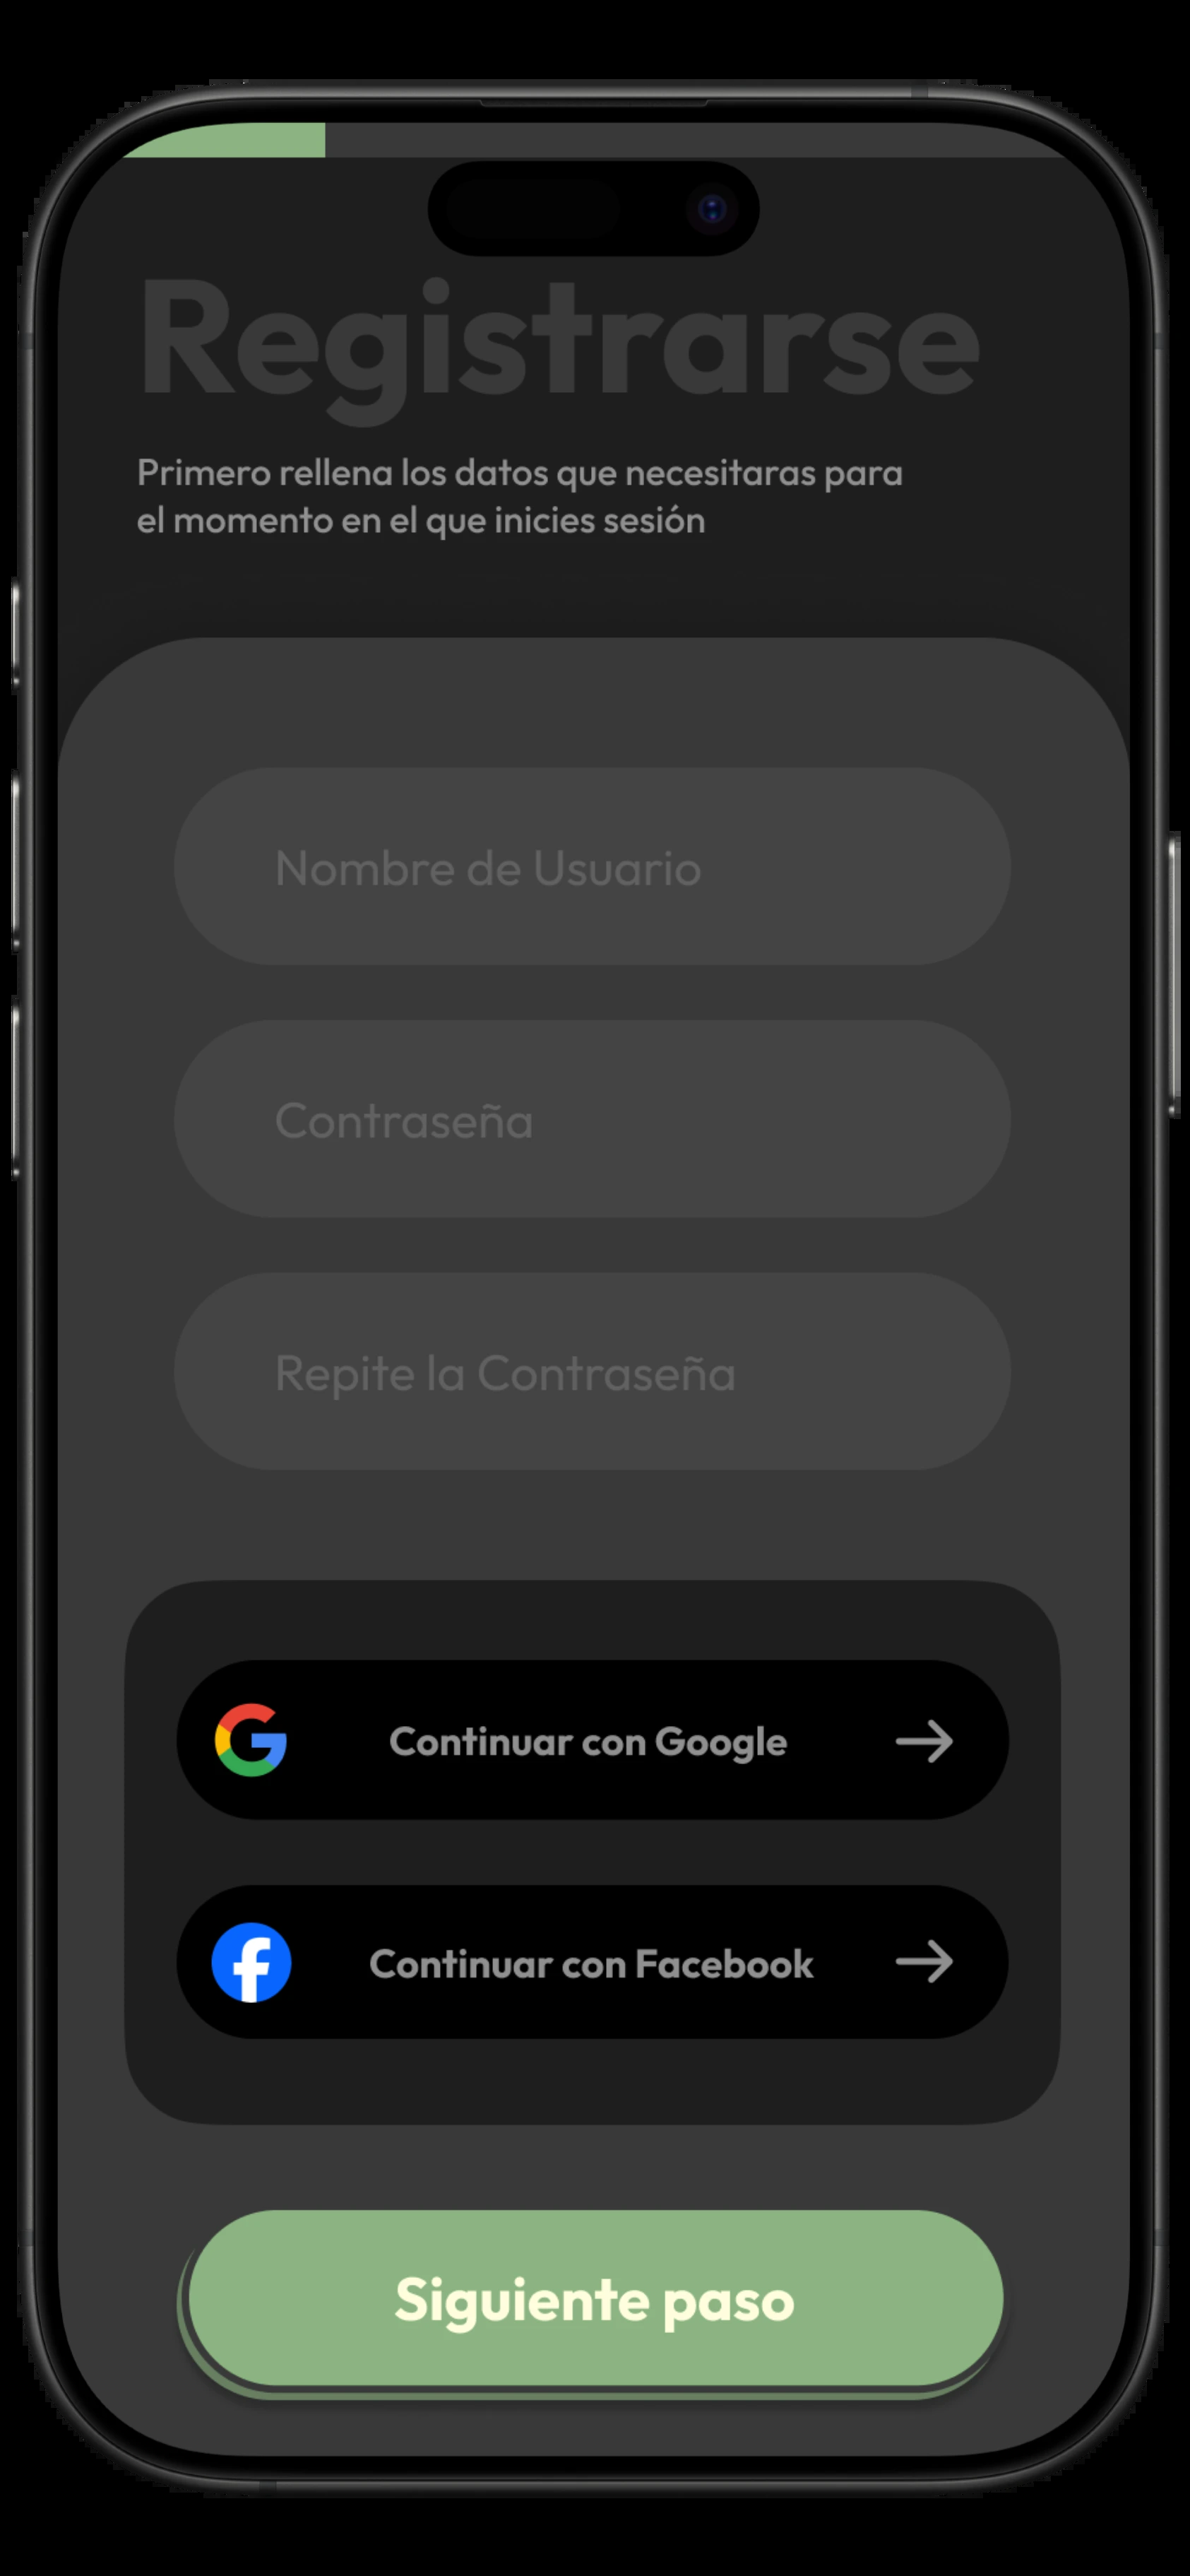 Registrarse
Primero rellena los datos que necesitaras para
el momento en el que inicies sesión
Nombre de Usuario
Contraseña
Repite la Contraseña
Continuar con Google
Continuar con Facebook
Siguiente paso